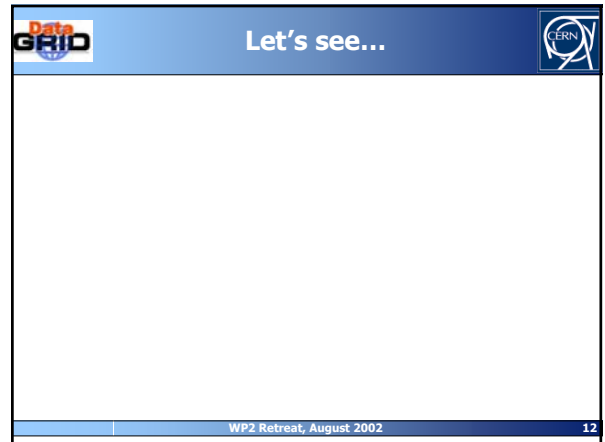 Data
GRID
Let's see...
CERN
WP2 Retreat, August 2002
12